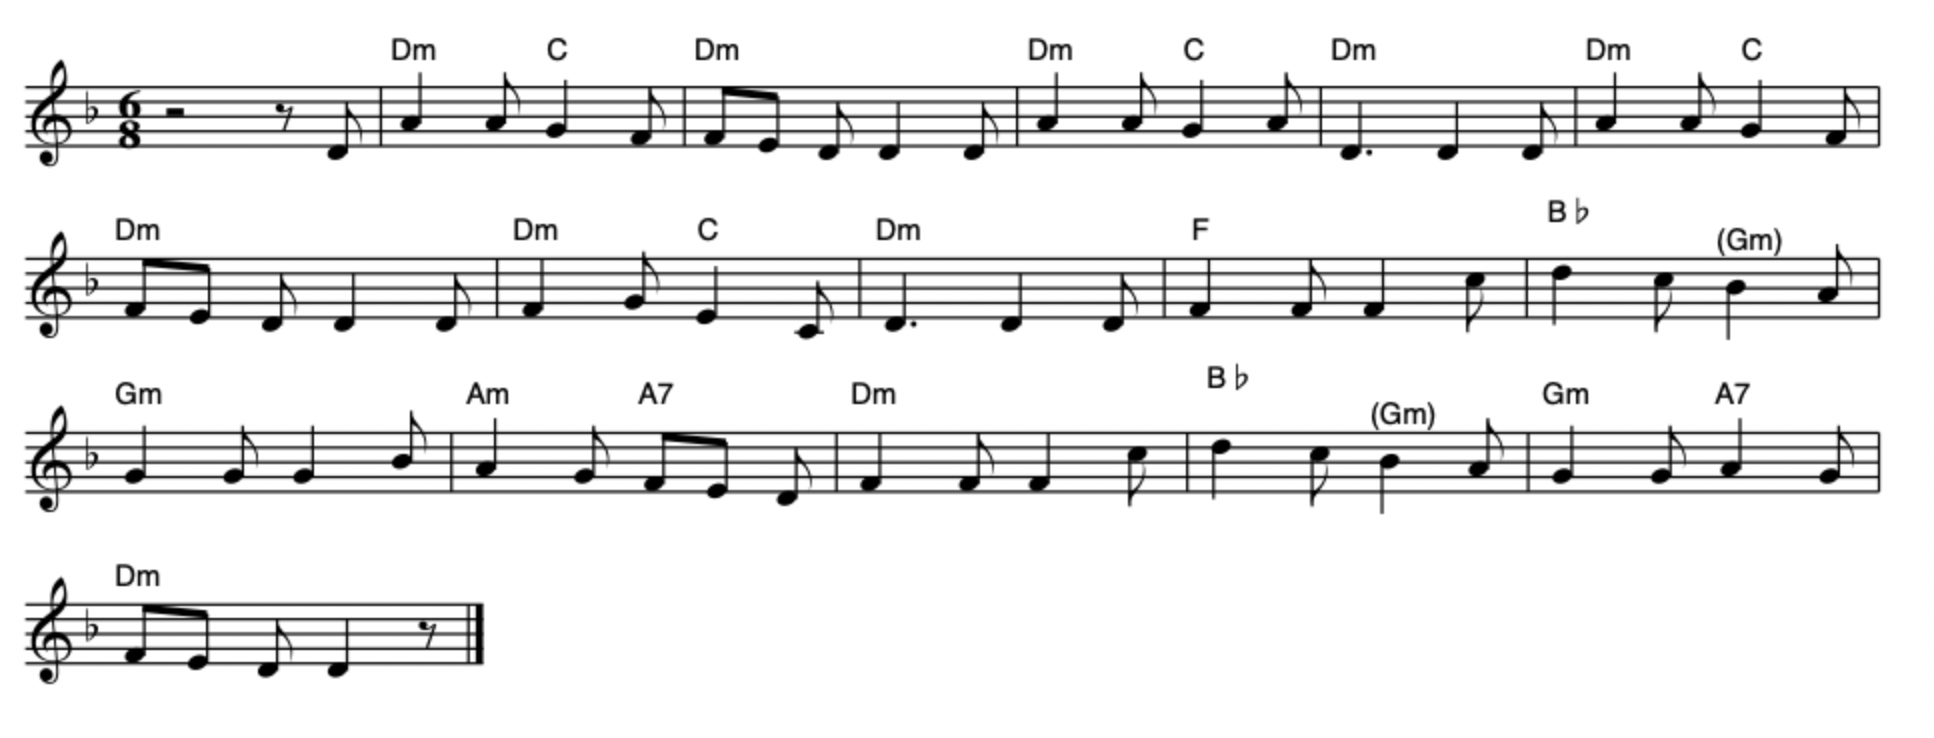 Dm C Dm Dm C Dm Dm C
6
8
Dm Dm C Dm F B♭ (Gm)
Gm Am A7 Dm B♭ (Gm) Gm A7
Dm